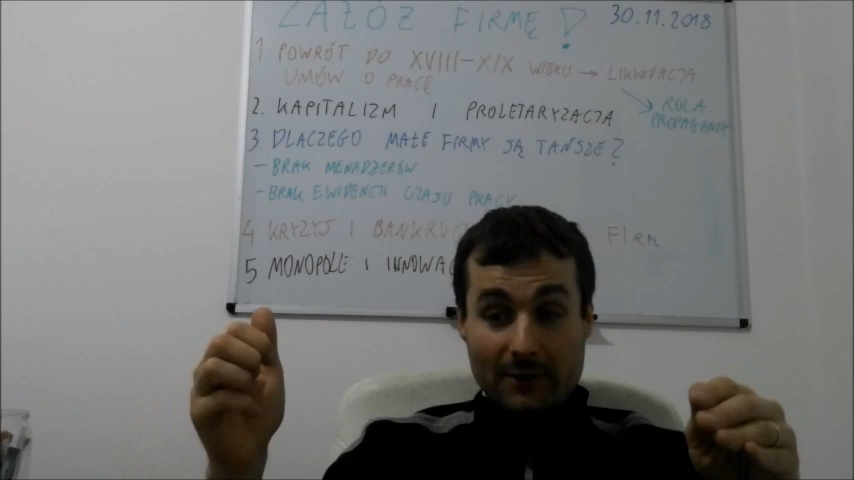 ZAŁÓŻ FIRMĘ! 30.11.2018
1. POWRÓT DO XVIII-XIX WIEKU → LIKWIDACJA
UMÓW O PRACĘ
→ ROLA
PROPAGANDY
2. KAPITALIZM I PROLETARYZACJA
3 DLACZEGO MAŁE FIRMY SĄ TAŃSZE?
- BRAK MENADŻERÓW
- BRAK EWIDENCJI CZASU PRACY
4 KRYZYS I BANKRUC FIRM
5 MONOPOLE I INNOWAC